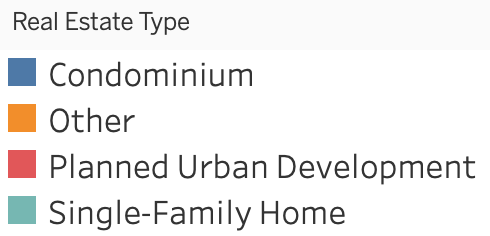 Real Estate Type
Condominium
Other
Planned Urban Development
Single-Family Home